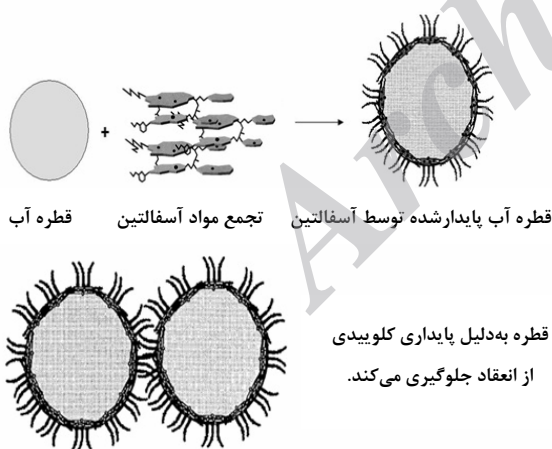 +
قطره آب پایدارشده توسط آسفالتین    تجمع مواد آسفالتین    قطره آب
قطره به‌دلیل پایداری کلوییدی
از انعقاد جلوگیری می‌کند.
Arch